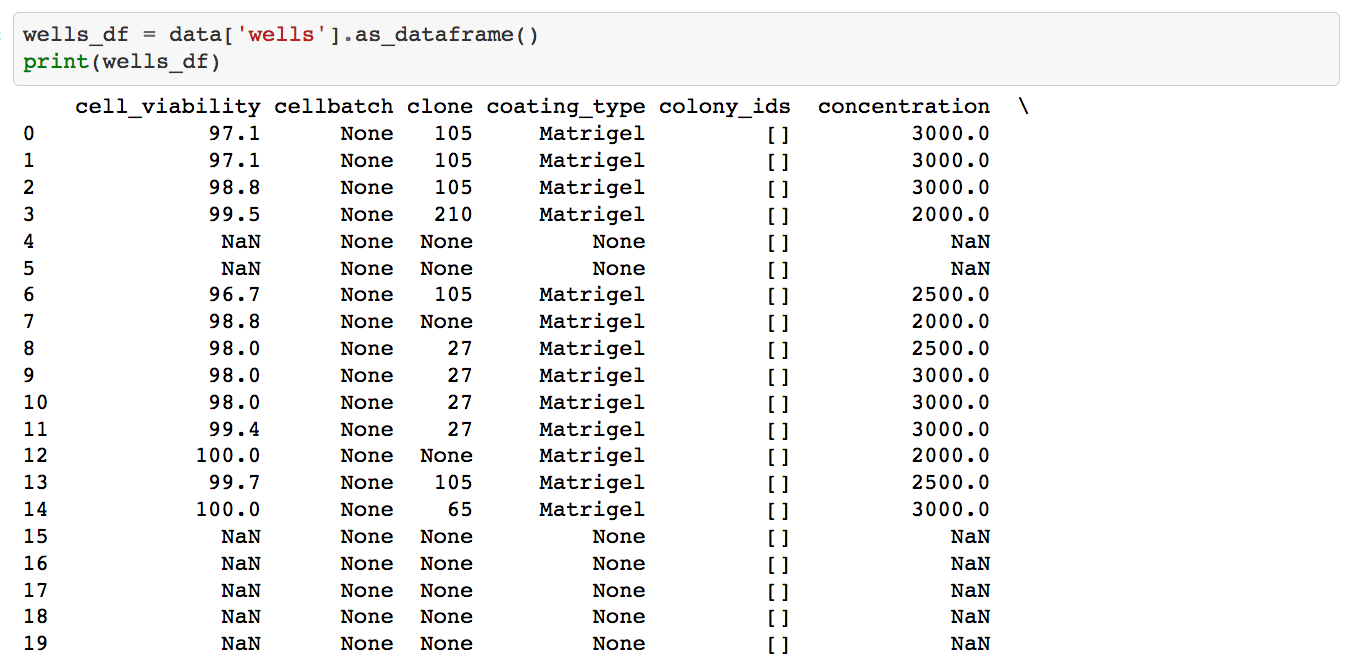 wells_df = data['wells'].as_dataframe()
print(wells_df)
cell_viability cellbatch clone coating_type colony_ids concentration \
0 97.1 None 105 Matrigel [] 3000.0
1 97.1 None 105 Matrigel [] 3000.0
2 98.8 None 105 Matrigel [] 3000.0
3 99.5 None 210 Matrigel [] 2000.0
4 NaN None None None [] NaN
5 NaN None None None [] NaN
6 96.7 None 105 Matrigel [] 2500.0
7 98.8 None None Matrigel [] 2000.0
8 98.0 None 27 Matrigel [] 2500.0
9 98.0 None 27 Matrigel [] 3000.0
10 98.0 None 27 Matrigel [] 3000.0
11 99.4 None 27 Matrigel [] 3000.0
12 100.0 None None Matrigel [] 2000.0
13 99.7 None 105 Matrigel [] 2500.0
14 100.0 None 65 Matrigel [] 3000.0
15 NaN None None None [] NaN
16 NaN None None None [] NaN
17 NaN None None None [] NaN
18 NaN None None None [] NaN
19 NaN None None None [] NaN